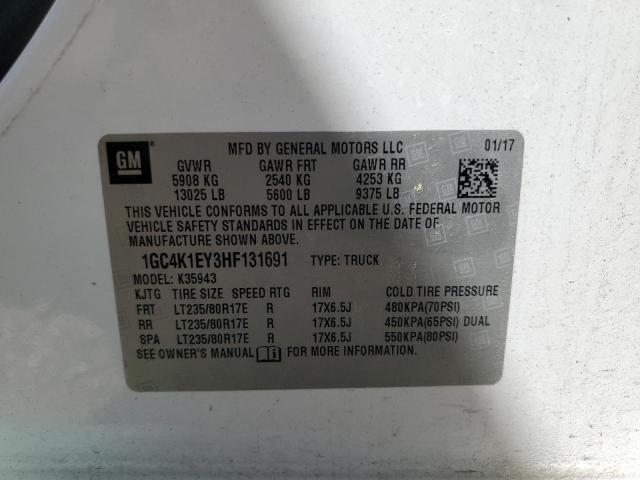 GM
MFD BY GENERAL MOTORS LLC 01/17
GVWR GAWR FRT GAWR RR
5908 KG 2540 KG 4253 KG
13025 LB 5600 LB 9375 LB
THIS VEHICLE CONFORMS TO ALL APPLICABLE U.S. FEDERAL MOTOR
VEHICLE SAFETY STANDARDS IN EFFECT ON THE DATE OF
MANUFACTURE SHOWN ABOVE.
1GC4K1EY3HF131691 TYPE: TRUCK
MODEL: K35943
KJTG TIRE SIZE SPEED RTG RIM COLD TIRE PRESSURE
FRT LT235/80R17E R 17X6.5J 480KPA(70PSI)
RR LT235/80R17E R 17X6.5J 450KPA(65PSI) DUAL
SPA LT235/80R17E R 17X6.5J 550KPA(80PSI)
SEE OWNER'S MANUAL FOR MORE INFORMATION.